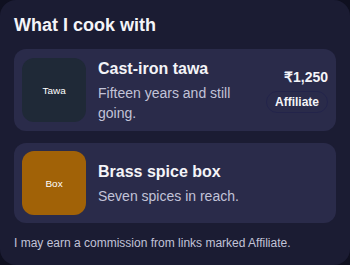 What I cook with
Tawa
Cast-iron tawa
Fifteen years and still
going.
₹1,250
Affiliate
Box
Brass spice box
Seven spices in reach.
I may earn a commission from links marked Affiliate.